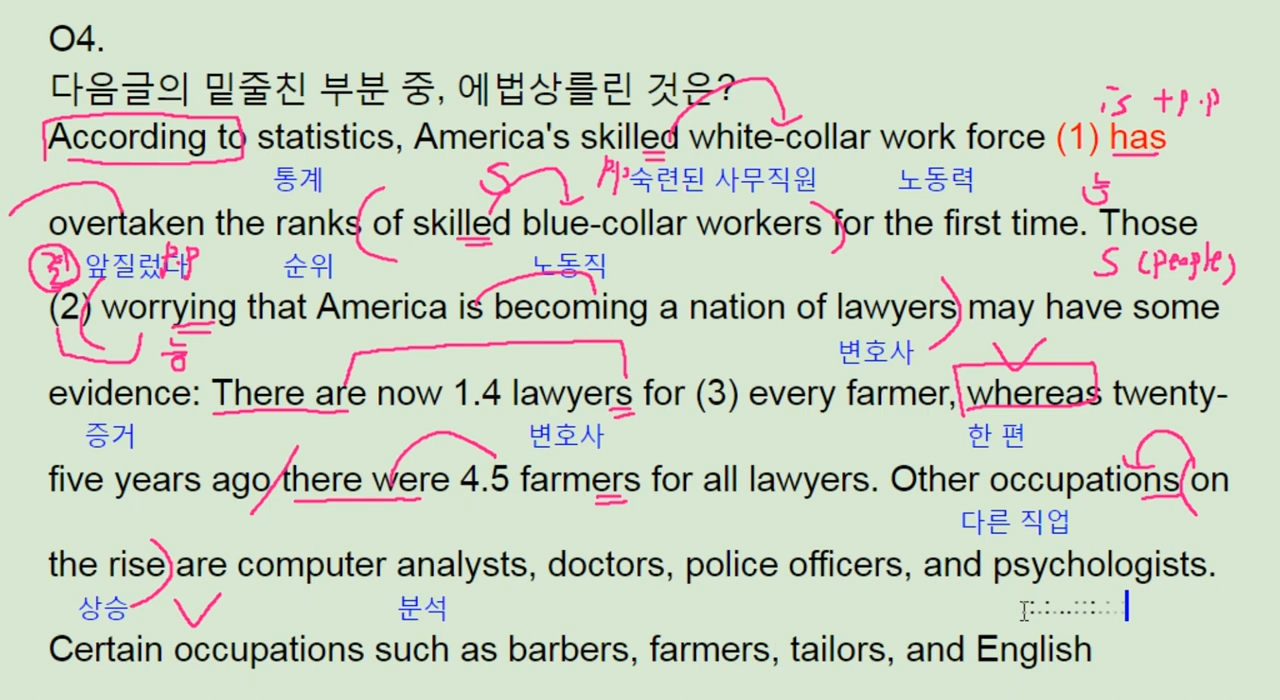 O4.
다음글의 밑줄친 부분 중, 에법상를린 것은?
is +p.p
According to statistics, America's skilled white-collar work force (1) has
통계 숙련된 사무직원 노동력 능
S
overtaken the ranks of skilled blue-collar workers for the first time. Those
앞질렀다 p.p 순위 노동직 S (people)
(2) worrying that America is becoming a nation of lawyers may have some
능 변호사
evidence: There are now 1.4 lawyers for (3) every farmer, whereas twenty-
증거 변호사 한 편
five years ago there were 4.5 farmers for all lawyers. Other occupations on
다른 직업
the rise are computer analysts, doctors, police officers, and psychologists.
상승 분석
Certain occupations such as barbers, farmers, tailors, and English